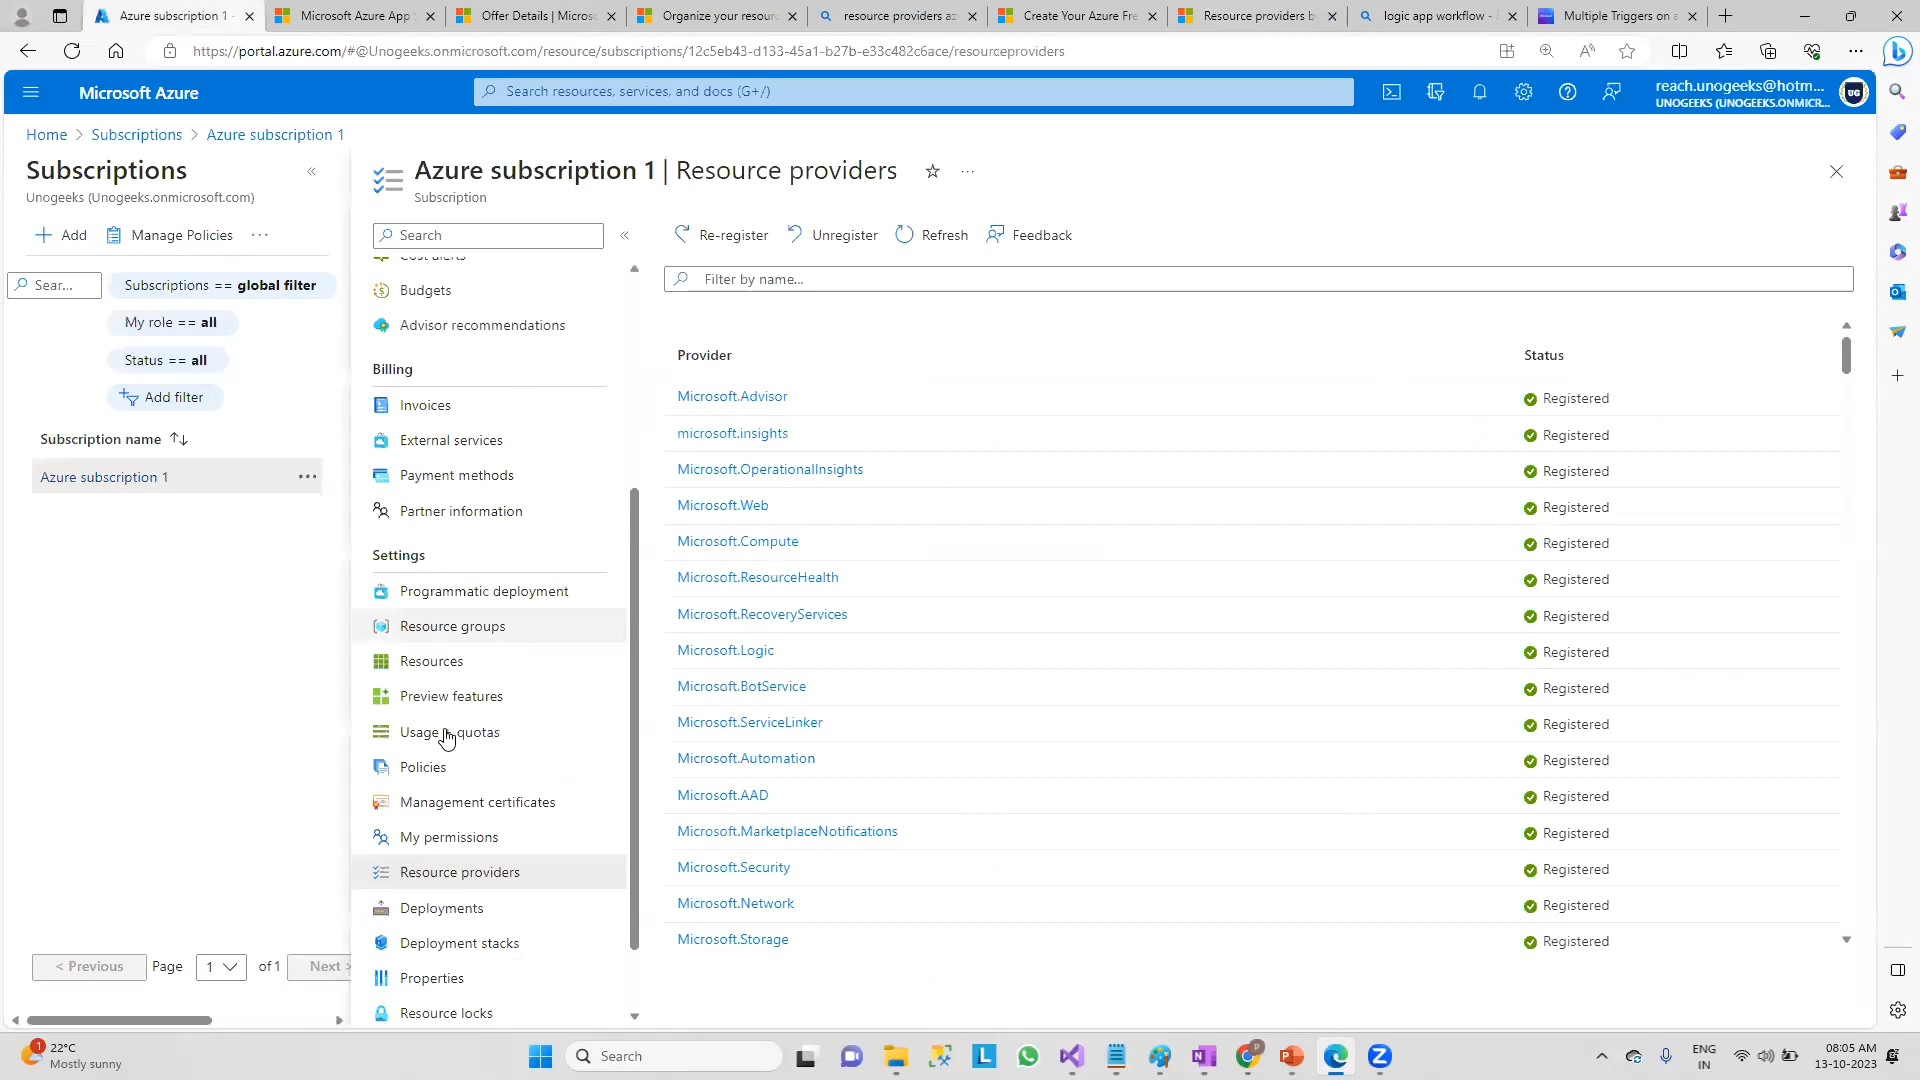 Azure subscription 1 -
Microsoft Azure App S
Offer Details | Micros
Organize your resour
resource providers az
Create Your Azure Fre
Resource providers b
logic app workflow -
Multiple Triggers on a
https://portal.azure.com/#@Unogeeks.onmicrosoft.com/resource/subscriptions/12c5eb43-d133-45a1-b27b-e33c482c6ace/resourceproviders
Microsoft Azure
Search resources, services, and docs (G+/)
reach.unogeeks@hotm...
UNOGEEKS (UNOGEEKS.ONMICR...
UG
Home > Subscriptions > Azure subscription 1
Subscriptions
Unogeeks (Unogeeks.onmicrosoft.com)
Add
Manage Policies
Sear...
Subscriptions == global filter
My role == all
Status == all
Add filter
Subscription name
Azure subscription 1
< Previous
Page
1
of 1
Next >
Azure subscription 1 | Resource providers
Subscription
Search
Cost alerts
Budgets
Advisor recommendations
Billing
Invoices
External services
Payment methods
Partner information
Settings
Programmatic deployment
Resource groups
Resources
Preview features
Usage + quotas
Policies
Management certificates
My permissions
Resource providers
Deployments
Deployment stacks
Properties
Resource locks
Re-register
Unregister
Refresh
Feedback
Filter by name...
Provider Status
Microsoft.Advisor Registered
microsoft.insights Registered
Microsoft.OperationalInsights Registered
Microsoft.Web Registered
Microsoft.Compute Registered
Microsoft.ResourceHealth Registered
Microsoft.RecoveryServices Registered
Microsoft.Logic Registered
Microsoft.BotService Registered
Microsoft.ServiceLinker Registered
Microsoft.Automation Registered
Microsoft.AAD Registered
Microsoft.MarketplaceNotifications Registered
Microsoft.Security Registered
Microsoft.Network Registered
Microsoft.Storage Registered
1
22°C
Mostly sunny
Search
ENG
IN
08:05 AM
13-10-2023